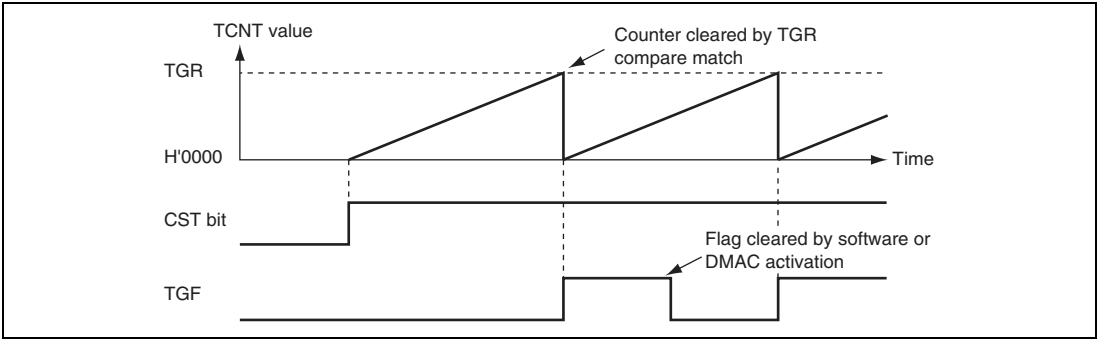 TCNT value
Counter cleared by TGR
compare match
TGR
H'0000
Time
CST bit
Flag cleared by software or
DMAC activation
TGF